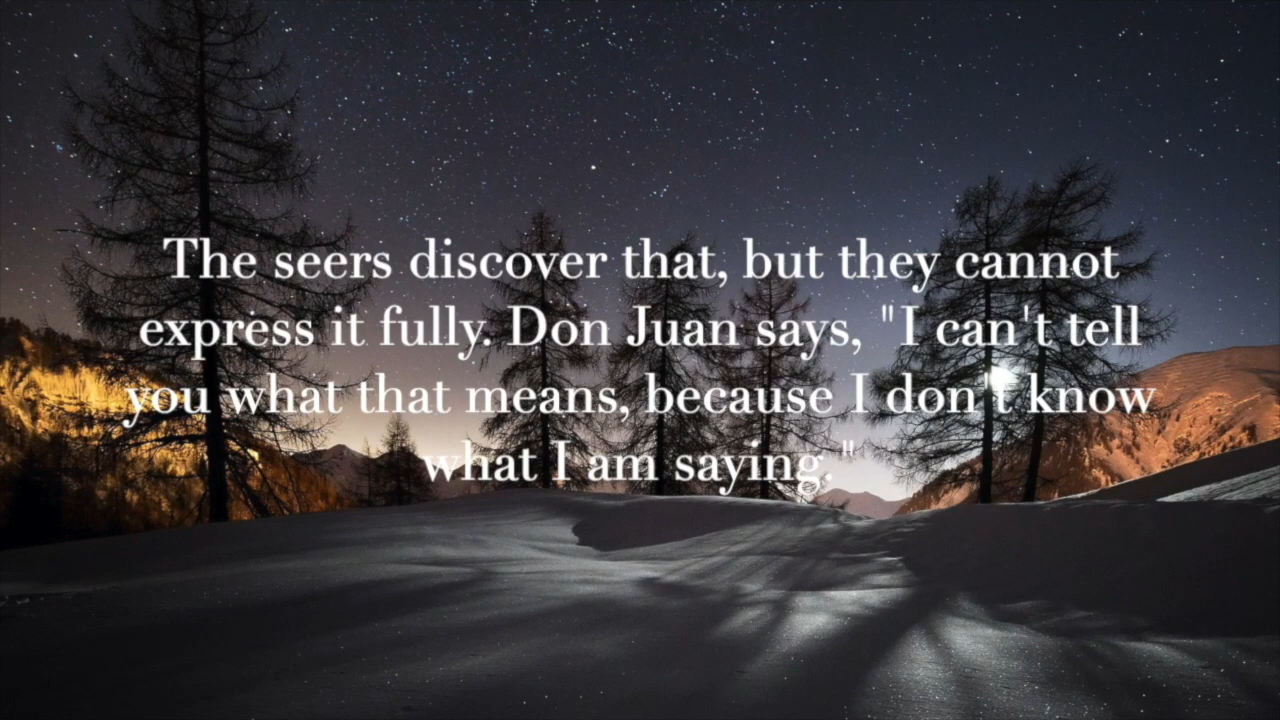 The seers discover that, but they cannot
express it fully. Don Juan says, "I can't tell
you what that means, because I don't know
what I am saying."